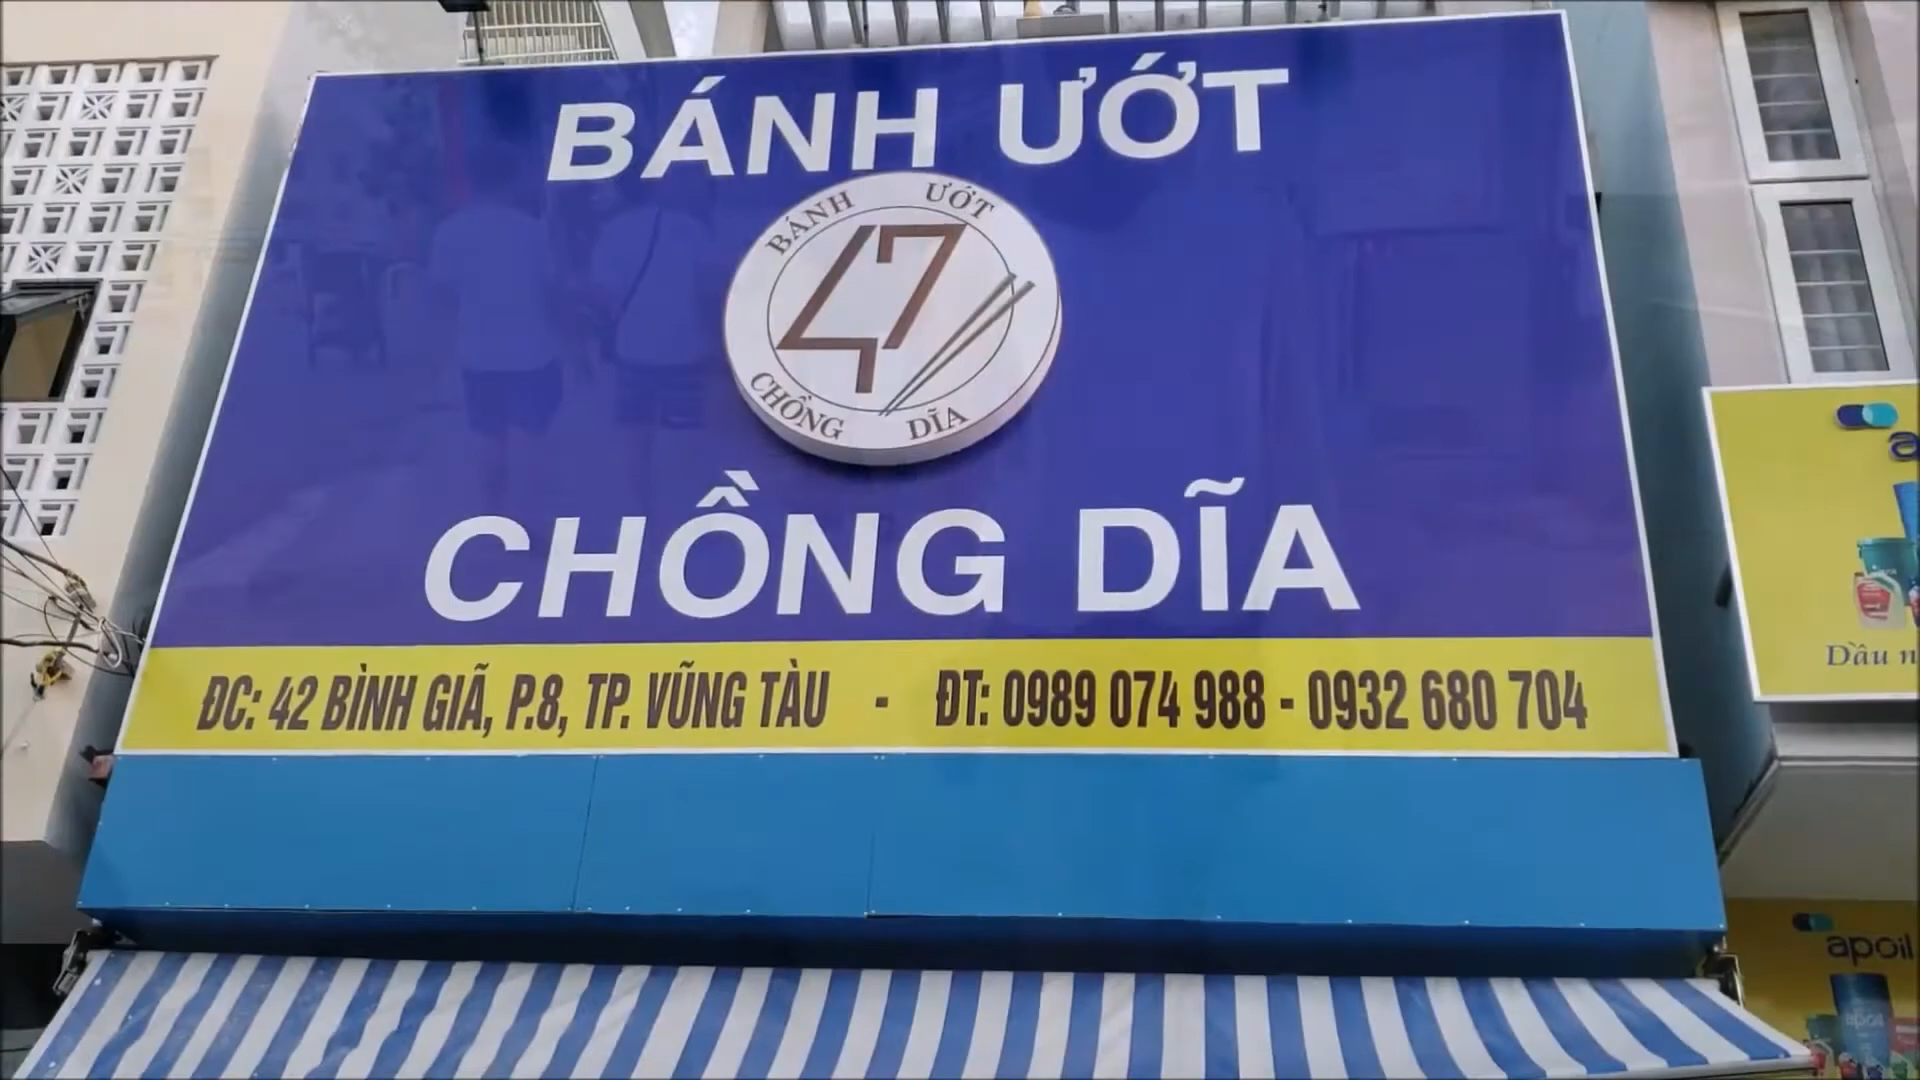 BÁNH ƯỚT
BÁNH ƯỚT
47
CHỒNG DĨA
CHỒNG DĨA
ĐC: 42 BÌNH GIÃ, P.8, TP. VŨNG TÀU - ĐT: 0989 074 988 - 0932 680 704
Dầu n
apoil
apoil